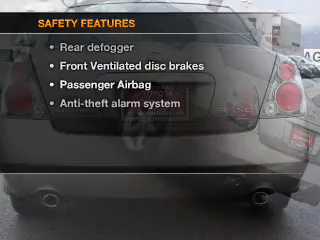 SAFETY FEATURES
• Rear defogger
• Front Ventilated disc brakes
• Passenger Airbag
• Anti-theft alarm system